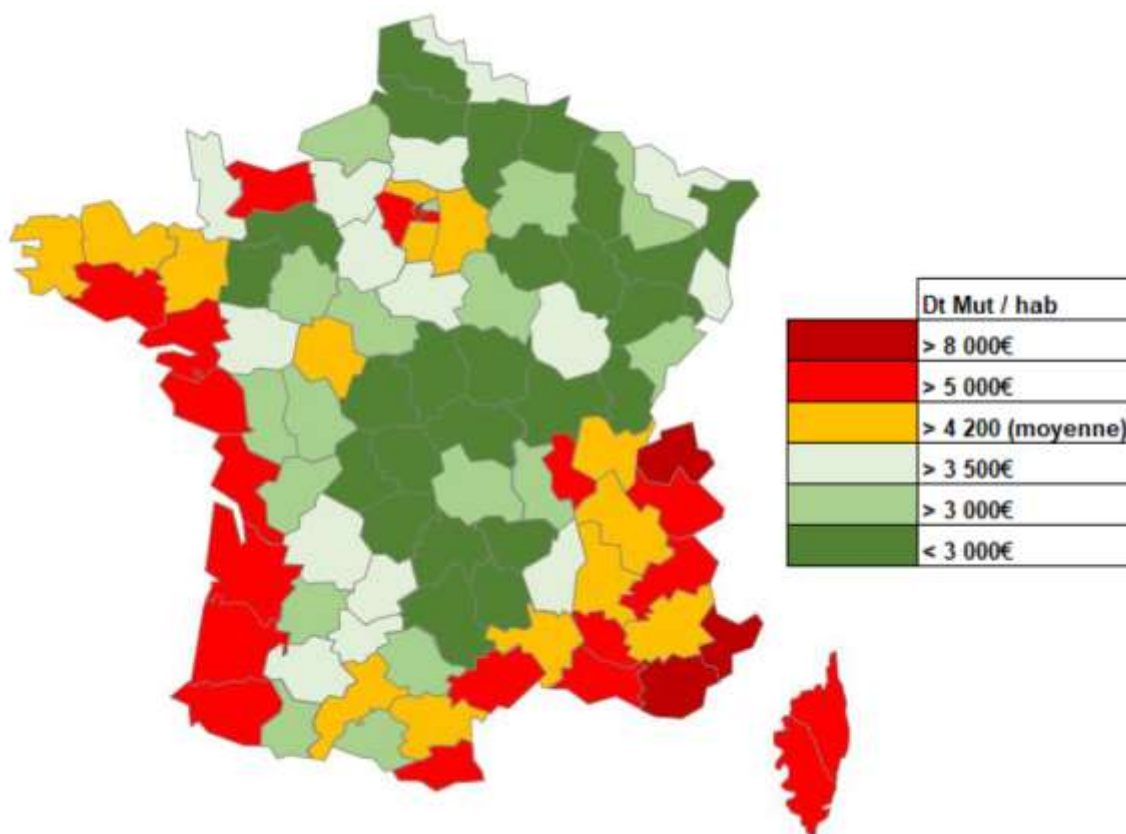 Dt Mut / hab
> 8 000€
> 5 000€
> 4 200 (moyenne)
> 3 500€
> 3 000€
< 3 000€